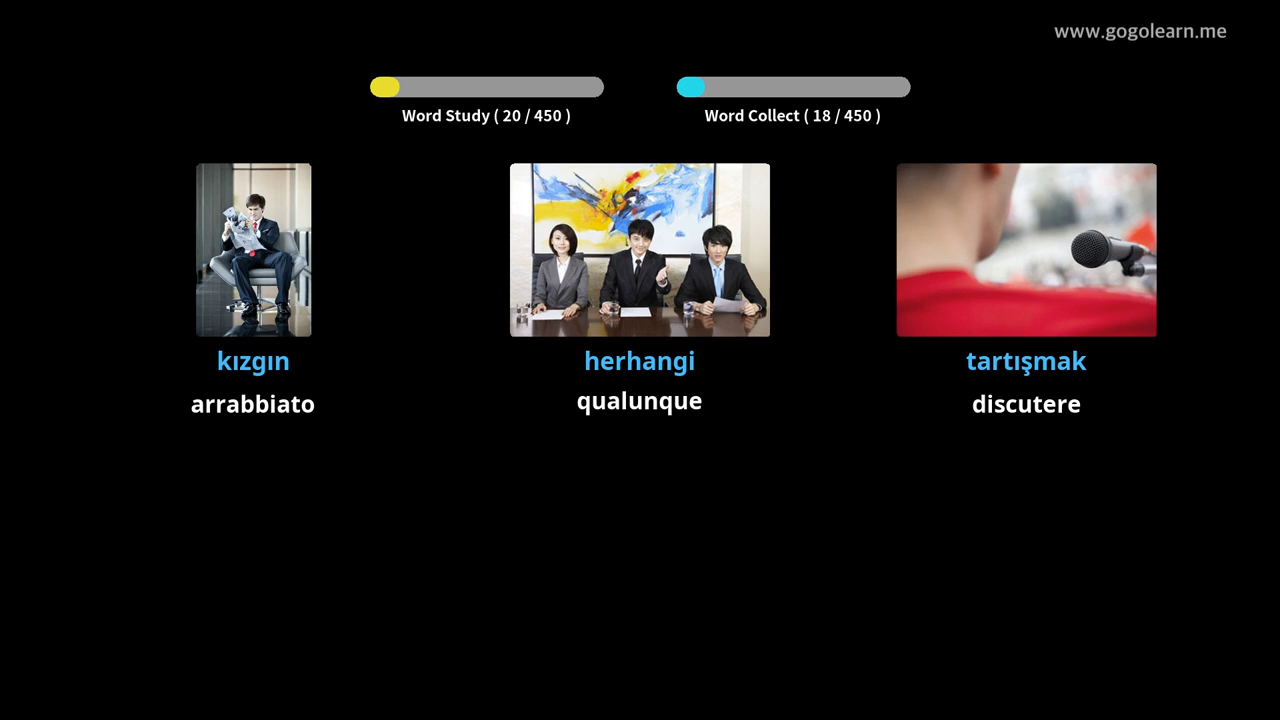 www.gogolearn.me
Word Study ( 20 / 450 )
Word Collect ( 18 / 450 )
kızgın
arrabbiato
herhangi
qualunque
tartışmak
discutere